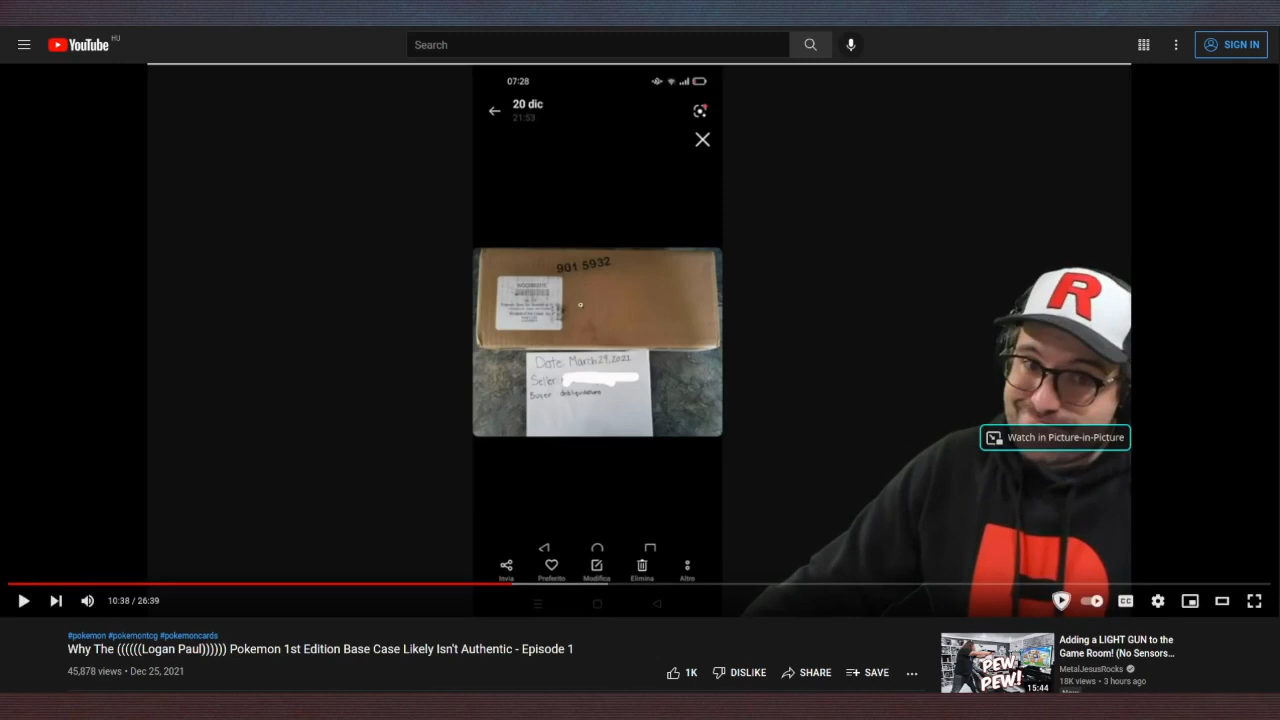 YouTube HU
Search
SIGN IN
07:28
20 dic
21:53
901 5932
Date: March 29, 2021
Seller:
Buyer
R
Watch in Picture-in-Picture
Invia Preferito Modifica Elimina Altro
10:38 / 26:39
CC
#pokemon #pokemontcg #pokemoncards
Why The ((((((Logan Paul)))))) Pokemon 1st Edition Base Case Likely Isn't Authentic - Episode 1
45,878 views • Dec 25, 2021
1K DISLIKE SHARE SAVE
PEW
PEW!
15:44
Adding a LIGHT GUN to the
Game Room! (No Sensors...
MetalJesusRocks
18K views • 3 hours ago
New